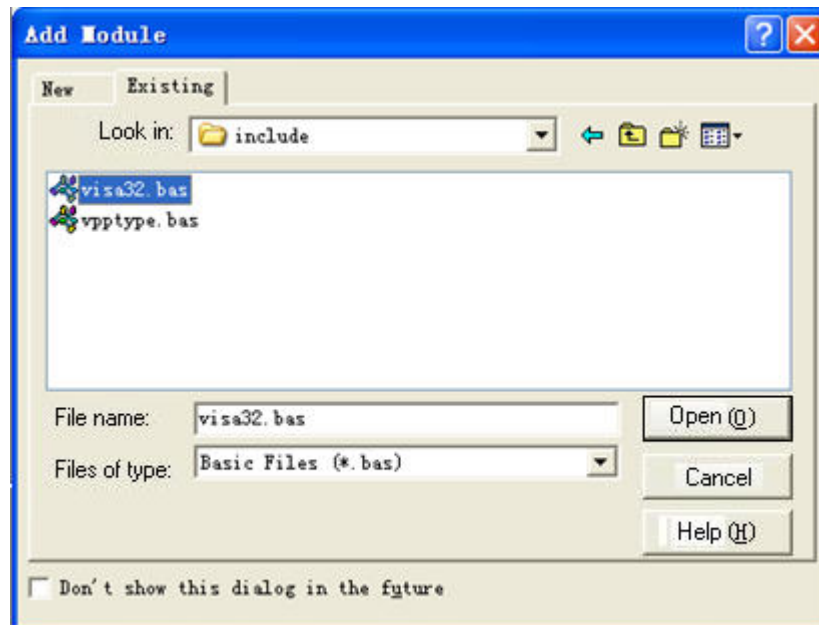 Add Module
New Existing
Look in: include
visa32.bas
vpptype.bas
File name: visa32.bas Open (O)
Files of type: Basic Files (*.bas)
Cancel
Help (H)
Don't show this dialog in the future